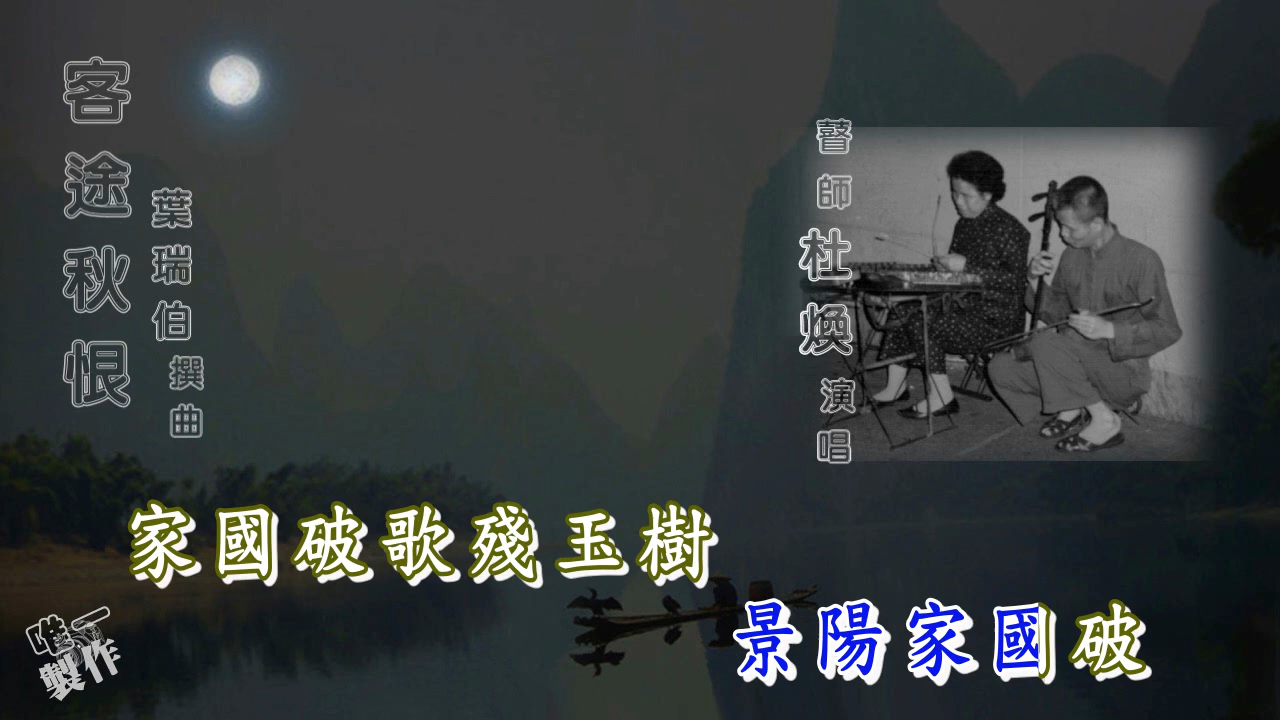 客途秋恨
葉瑞伯撰曲
瞽師杜煥演唱
家國破歌殘玉樹
景陽家國破
唯一
製作